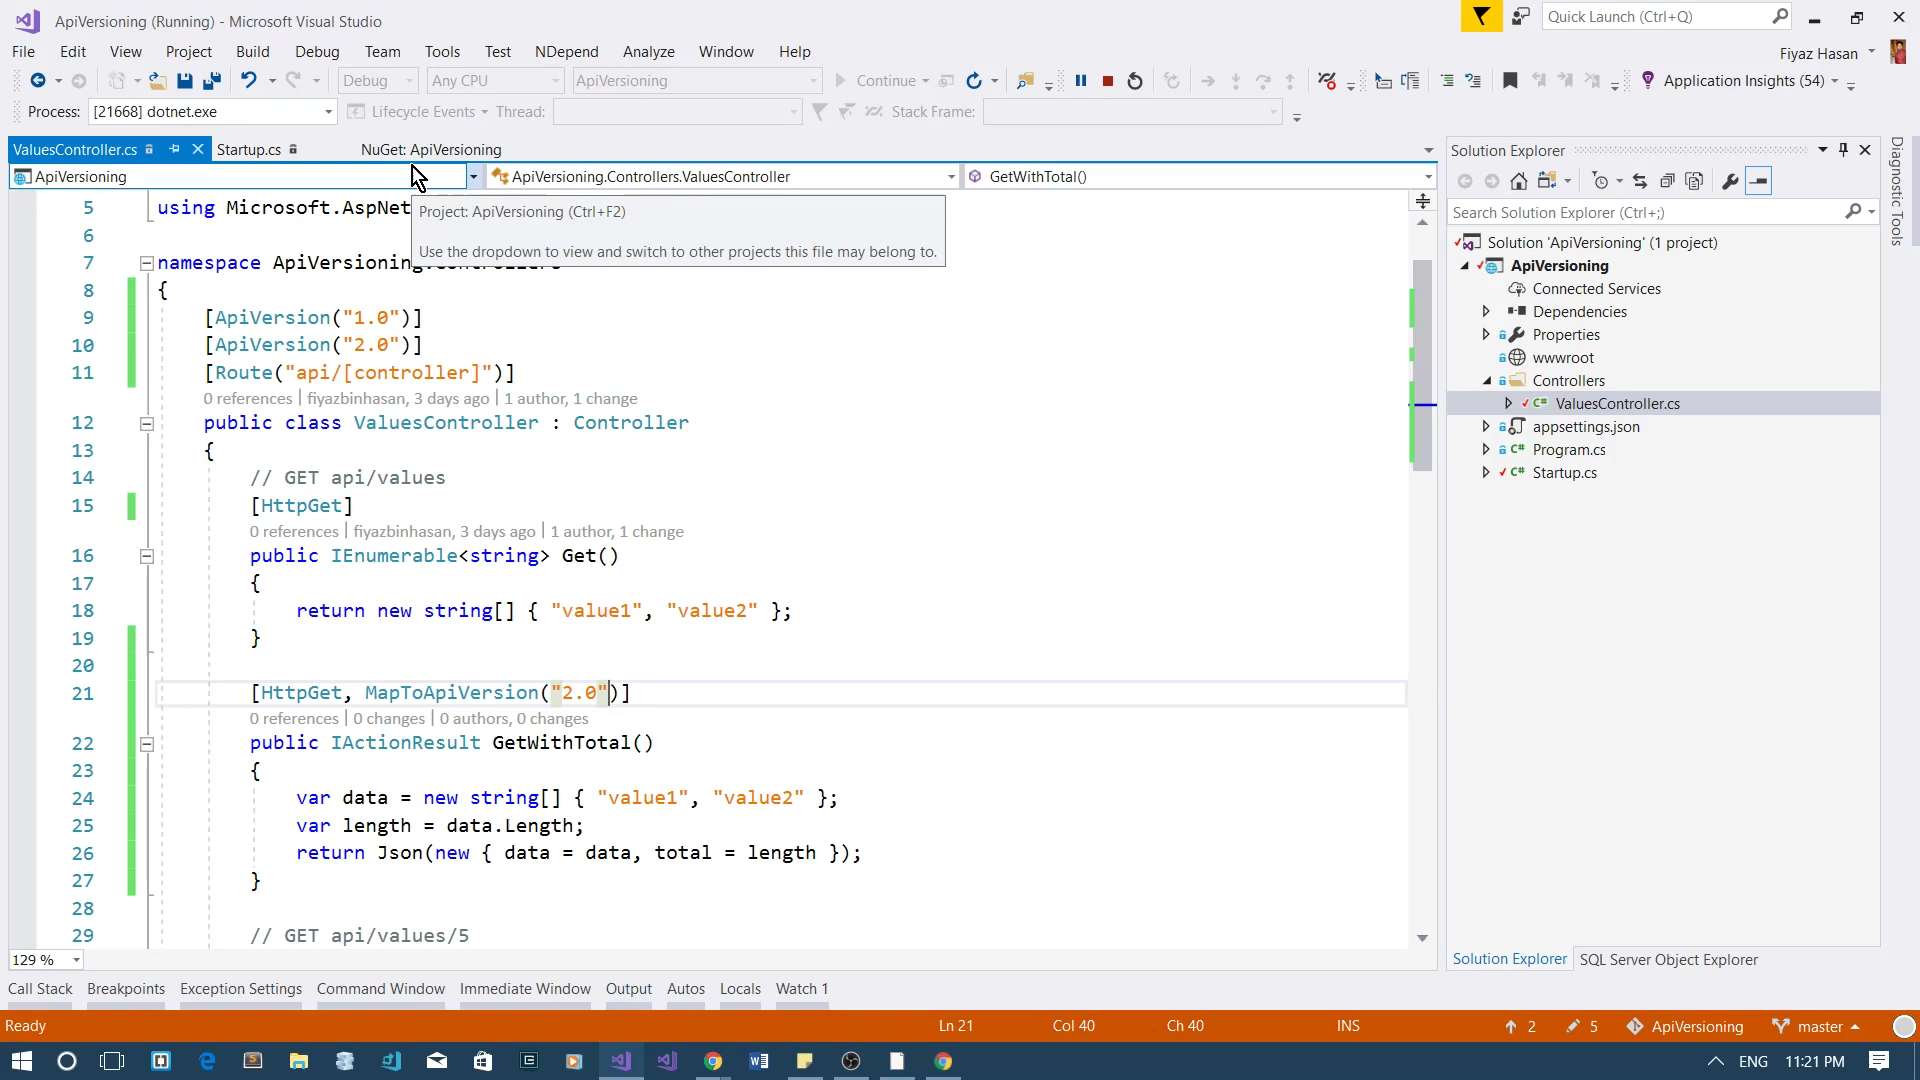 ApiVersioning (Running) - Microsoft Visual Studio
Quick Launch (Ctrl+Q)
File Edit View Project Build Debug Team Tools Test NDepend Analyze Window Help
Fiyaz Hasan
Debug Any CPU ApiVersioning Continue Application Insights (54)
Process: [21668] dotnet.exe Lifecycle Events Thread: Stack Frame:
ValuesController.cs Startup.cs NuGet: ApiVersioning
ApiVersioning ApiVersioning.Controllers.ValuesController GetWithTotal()
5 using Microsoft.AspNet
Project: ApiVersioning (Ctrl+F2)
Use the dropdown to view and switch to other projects this file may belong to.
6
7 namespace ApiVersioning.Controllers
8 {
9 [ApiVersion("1.0")]
10 [ApiVersion("2.0")]
11 [Route("api/[controller]")]
0 references | fiyazbinhasan, 3 days ago | 1 author, 1 change
12 public class ValuesController : Controller
13 {
14 // GET api/values
15 [HttpGet]
0 references | fiyazbinhasan, 3 days ago | 1 author, 1 change
16 public IEnumerable<string> Get()
17 {
18 return new string[] { "value1", "value2" };
19 }
20
21 [HttpGet, MapToApiVersion("2.0")]
0 references | 0 changes | 0 authors, 0 changes
22 public IActionResult GetWithTotal()
23 {
24 var data = new string[] { "value1", "value2" };
25 var length = data.Length;
26 return Json(new { data = data, total = length });
27 }
28
29 // GET api/values/5
129 %
Solution Explorer
Search Solution Explorer (Ctrl+;)
Solution 'ApiVersioning' (1 project)
ApiVersioning
Connected Services
Dependencies
Properties
wwwroot
Controllers
C# ValuesController.cs
appsettings.json
C# Program.cs
C# Startup.cs
Solution Explorer SQL Server Object Explorer
Diagnostic Tools
Call Stack Breakpoints Exception Settings Command Window Immediate Window Output Autos Locals Watch 1
Ready Ln 21 Col 40 Ch 40 INS 2 5 ApiVersioning master
ENG 11:21 PM